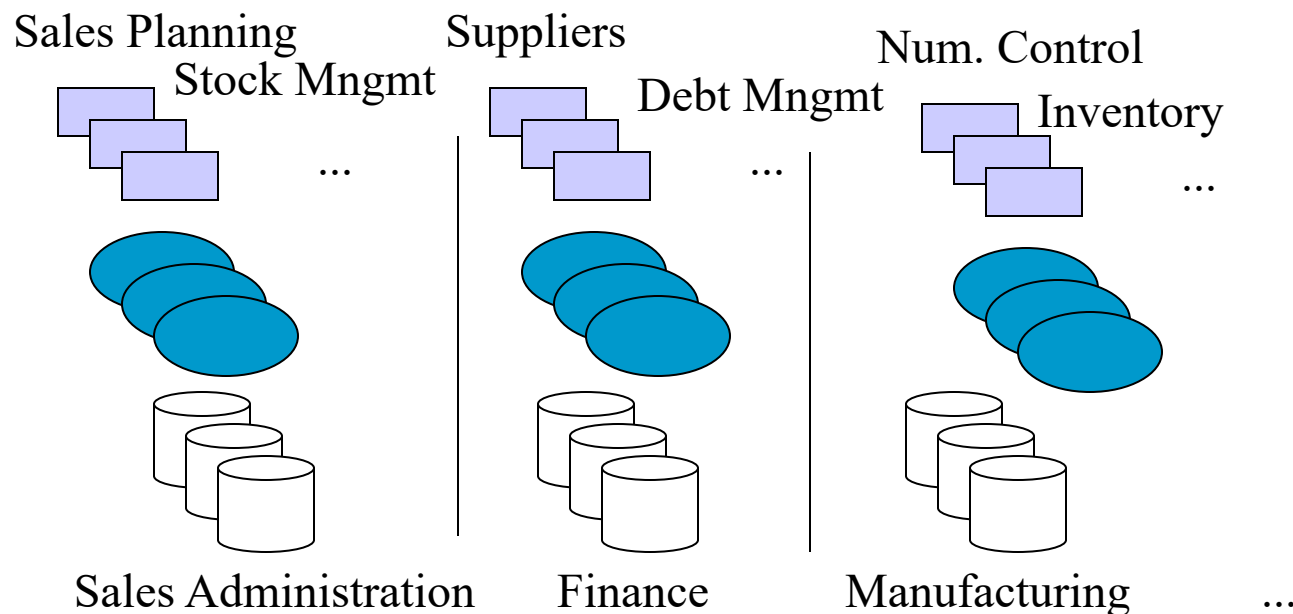 Sales Planning
Stock Mngmt
...
Suppliers
Debt Mngmt
...
Num. Control
Inventory
...
Sales Administration
Finance
Manufacturing
...